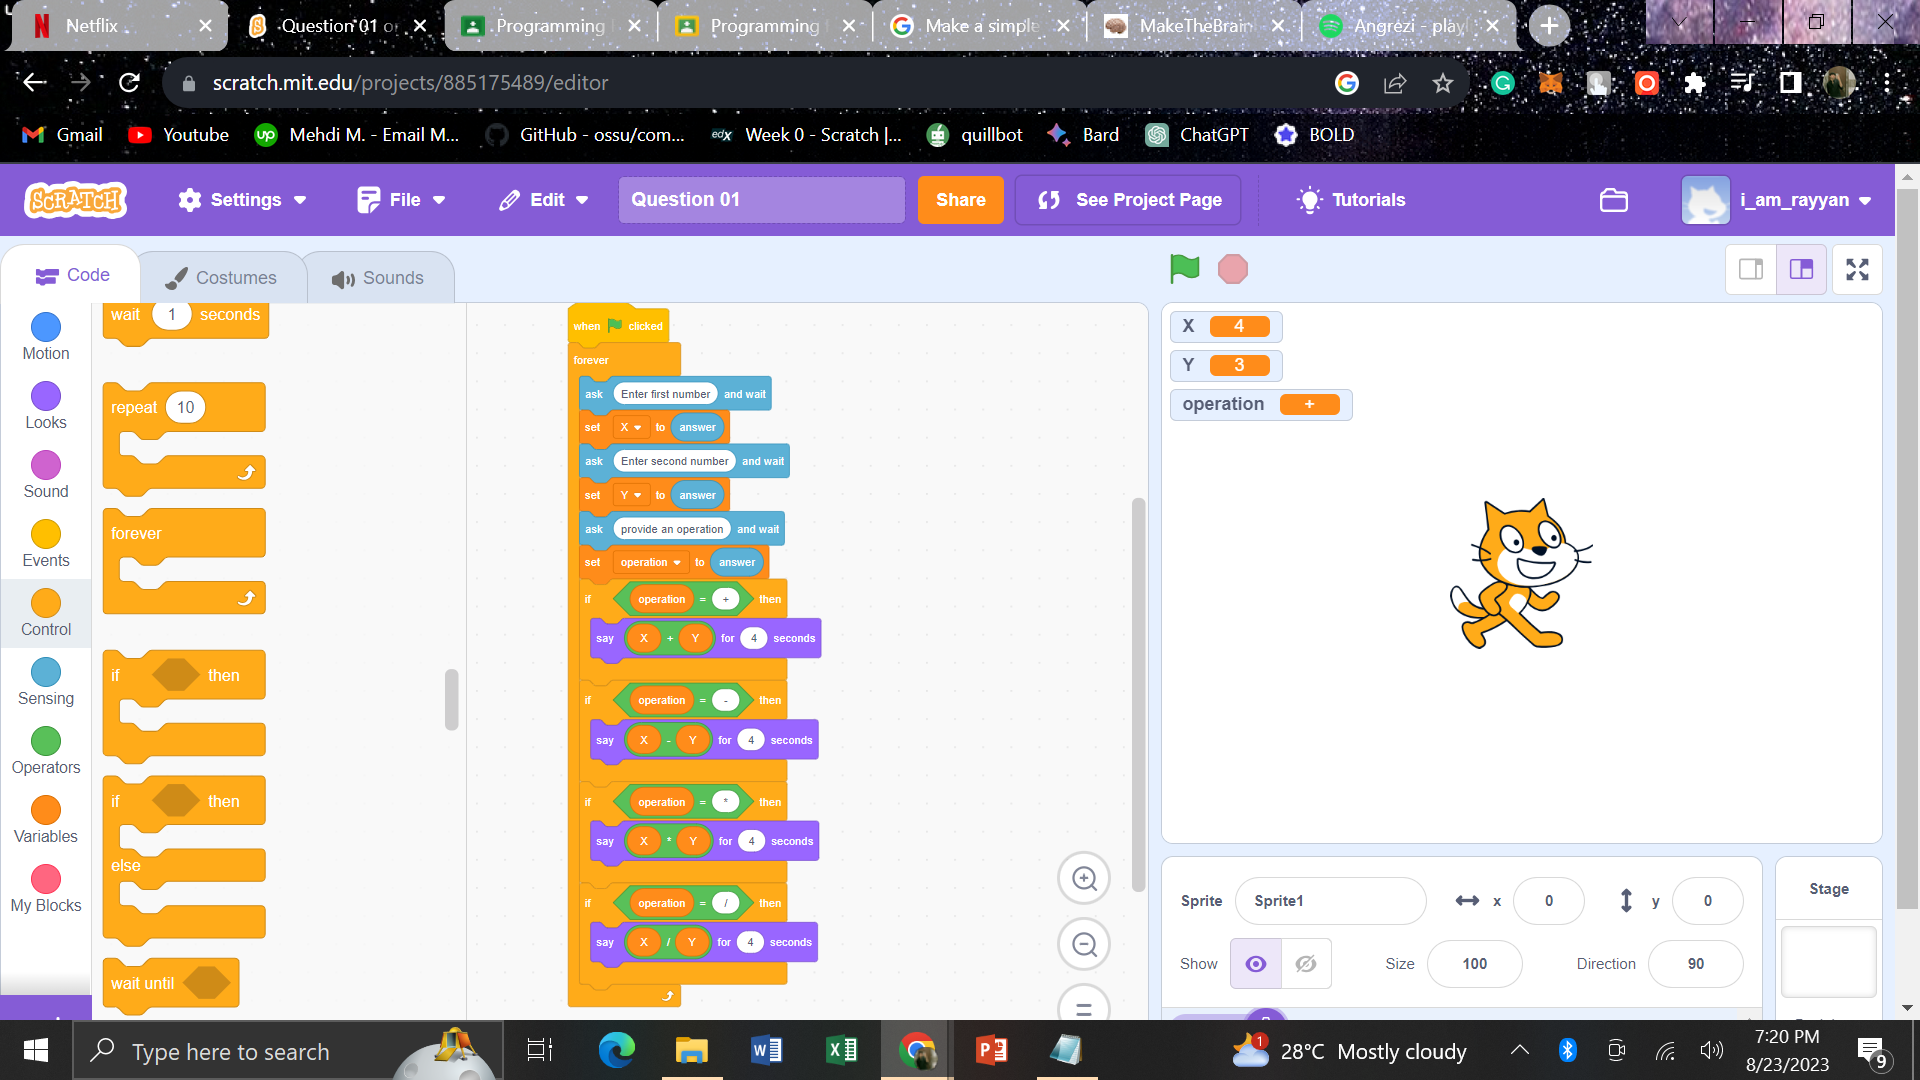 Netflix
Question 01 o
Programming
Programming f
Make a simple
MakeTheBrain
Angrezi - playl
scratch.mit.edu/projects/885175489/editor
Gmail
Youtube
up
Mehdi M. - Email M...
GitHub - ossu/com...
edX
Week 0 - Scratch |...
quillbot
Bard
ChatGPT
BOLD
SCRATCH
Settings
File
Edit
Question 01
Share
See Project Page
Tutorials
i_am_rayyan
Code
Costumes
Sounds
Motion
Looks
Sound
Events
Control
Sensing
Operators
Variables
My Blocks
wait 1 seconds
repeat 10
forever
if then
if then
else
wait until
when clicked
forever
ask Enter first number and wait
set X to answer
ask Enter second number and wait
set Y to answer
ask provide an operation and wait
set operation to answer
if operation = + then
say X + Y for 4 seconds
if operation = - then
say X - Y for 4 seconds
if operation = * then
say X * Y for 4 seconds
if operation = / then
say X / Y for 4 seconds
X 4
Y 3
operation +
Sprite Sprite1 x 0 y 0
Show Size 100 Direction 90
Stage
Type here to search
1
28°C Mostly cloudy
7:20 PM
8/23/2023
9